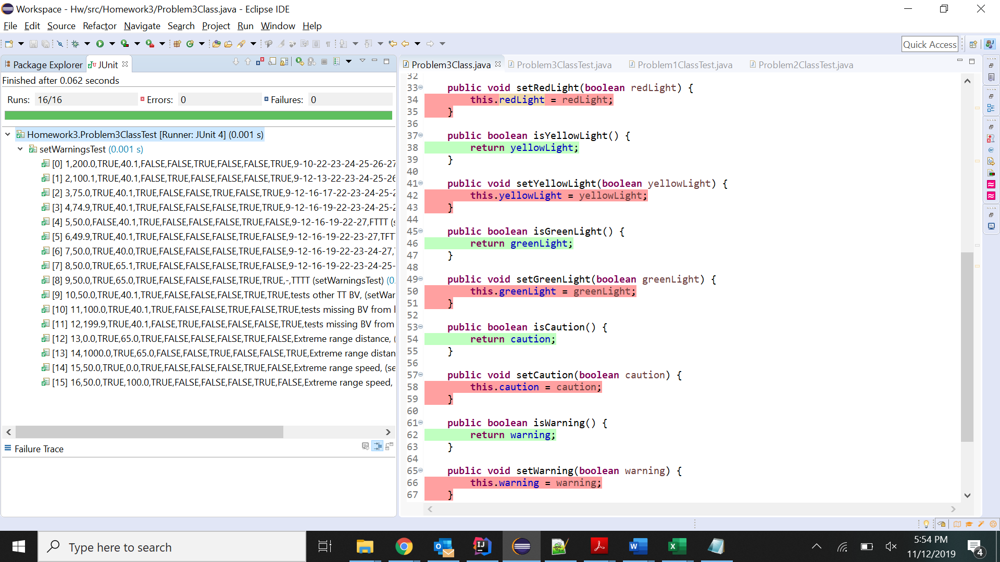 Workspace - Hw/src/Homework3/Problem3Class.java - Eclipse IDE
File Edit Source Refactor Navigate Search Project Run Window Help
Quick Access
Package Explorer JUnit
Finished after 0.062 seconds
Runs: 16/16 Errors: 0 Failures: 0
Homework3.Problem3ClassTest [Runner: JUnit 4] (0.001 s)
setWarningsTest (0.001 s)
[0] 1,200.0,TRUE,40.1,FALSE,FALSE,TRUE,FALSE,FALSE,TRUE,9-10-22-23-24-25-26-27
[1] 2,100.1,TRUE,40.1,FALSE,TRUE,FALSE,FALSE,FALSE,TRUE,9-12-13-22-23-24-25-26
[2] 3,75.0,TRUE,40.1,TRUE,FALSE,FALSE,TRUE,FALSE,TRUE,9-12-16-17-22-23-24-25-2
[3] 4,74.9,TRUE,40.1,TRUE,FALSE,FALSE,FALSE,TRUE,TRUE,9-12-16-19-22-23-24-25-2
[4] 5,50.0,FALSE,40.1,TRUE,FALSE,FALSE,FALSE,TRUE,FALSE,9-12-16-19-22-27,FTTT (s
[5] 6,49.9,TRUE,40.1,TRUE,FALSE,FALSE,FALSE,TRUE,FALSE,9-12-16-19-22-23-27,TFT
[6] 7,50.0,TRUE,40.0,TRUE,FALSE,FALSE,FALSE,TRUE,FALSE,9-12-16-19-22-23-24-27,
[7] 8,50.0,TRUE,65.1,TRUE,FALSE,FALSE,FALSE,TRUE,FALSE,9-12-16-19-22-23-24-25-
[8] 9,50.0,TRUE,65.0,TRUE,FALSE,FALSE,FALSE,TRUE,TRUE,-,TTTT (setWarningsTest) (0.
[9] 10,50.0,TRUE,40.1,TRUE,FALSE,FALSE,FALSE,TRUE,TRUE,tests other TT BV, (setWar
[10] 11,100.0,TRUE,40.1,TRUE,FALSE,FALSE,TRUE,FALSE,TRUE,tests missing BV from
[11] 12,199.9,TRUE,40.1,FALSE,TRUE,FALSE,FALSE,FALSE,TRUE,tests missing BV from
[12] 13,0.0,TRUE,65.0,TRUE,FALSE,FALSE,FALSE,TRUE,FALSE,Extreme range distance, (
[13] 14,1000.0,TRUE,65.0,FALSE,FALSE,TRUE,FALSE,FALSE,TRUE,Extreme range distan
[14] 15,50.0,TRUE,0.0,TRUE,FALSE,FALSE,FALSE,TRUE,FALSE,Extreme range speed, (se
[15] 16,50.0,TRUE,100.0,TRUE,FALSE,FALSE,FALSE,TRUE,FALSE,Extreme range speed,
Failure Trace
Problem3Class.java Problem3ClassTest.java Problem1ClassTest.java Problem2ClassTest.java
32
33 public void setRedLight(boolean redLight) {
34 this.redLight = redLight;
35 }
36
37 public boolean isYellowLight() {
38 return yellowLight;
39 }
40
41 public void setYellowLight(boolean yellowLight) {
42 this.yellowLight = yellowLight;
43 }
44
45 public boolean isGreenLight() {
46 return greenLight;
47 }
48
49 public void setGreenLight(boolean greenLight) {
50 this.greenLight = greenLight;
51 }
52
53 public boolean isCaution() {
54 return caution;
55 }
56
57 public void setCaution(boolean caution) {
58 this.caution = caution;
59 }
60
61 public boolean isWarning() {
62 return warning;
63 }
64
65 public void setWarning(boolean warning) {
66 this.warning = warning;
67 }
Type here to search
5:54 PM
11/12/2019
4